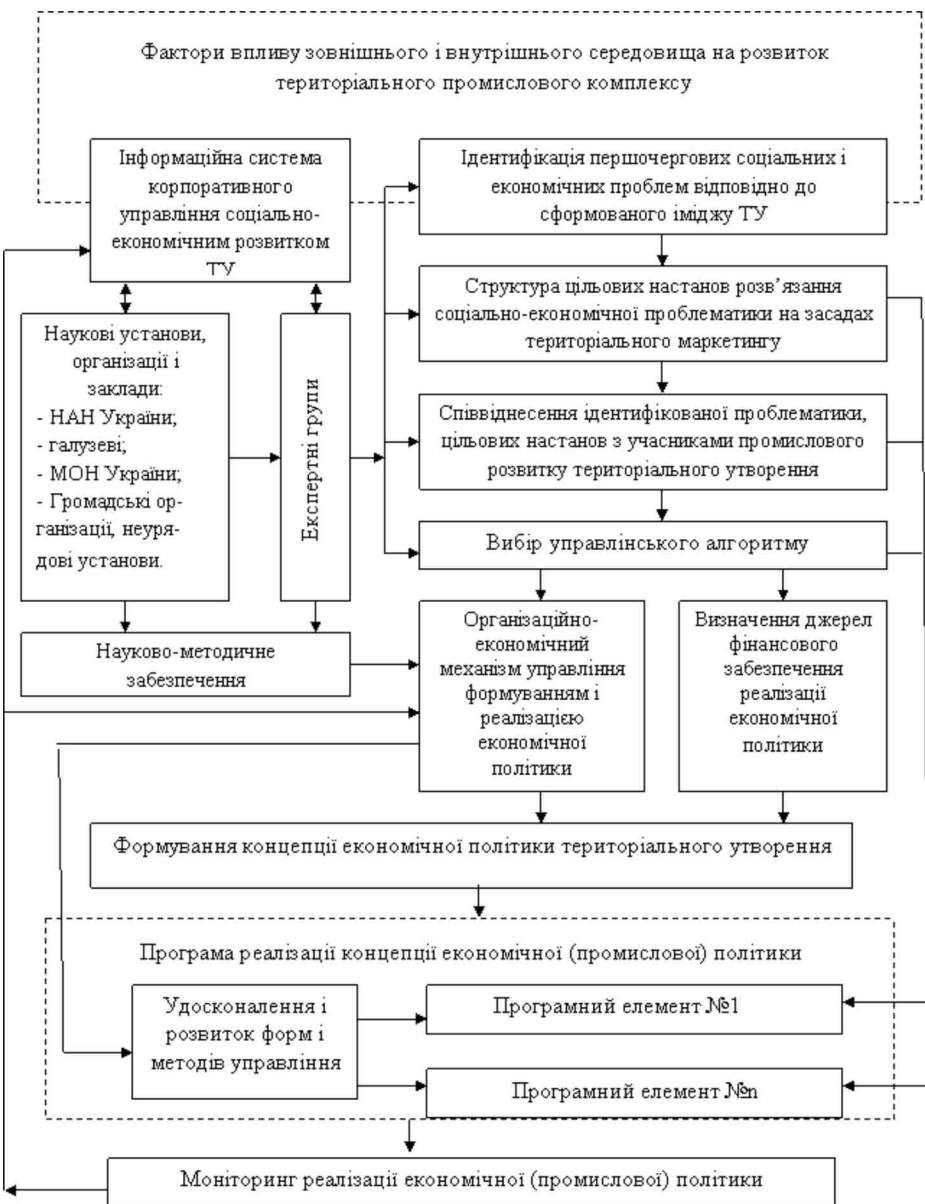 Фактори впливу зовнішнього і внутрішнього середовища на розвиток
територіального промислового комплексу
Інформаційна система
корпоративного
управління соціально-
економічним розвитком
ТУ
Ідентифікація першочергових соціальних і
економічних проблем відповідно до
сформованого іміджу ТУ
Структура цільових настанов розв’язання
соціально-економічної проблематики на засадах
територіального маркетингу
Наукові установи,
організації і
заклади:
- НАН України;
- галузеві;
- МОН України;
- Громадські ор-
ганізації, неуря-
дові установи.
Експертні групи
Співвіднесення ідентифікованої проблематики,
цільових настанов з учасниками промислового
розвитку територіального утворення
Вибір управлінського алгоритму
Науково-методичне
забезпечення
Організаційно-
економічний
механізм управління
формуванням і
реалізацією
економічної
політики
Визначення джерел
фінансового
забезпечення
реалізації
економічної
політики
Формування концепції економічної політики територіального утворення
Програма реалізації концепції економічної (промислової) політики
Удосконалення і
розвиток форм і
методів управління
Програмний елемент №1
Програмний елемент №n
Моніторинг реалізації економічної (промислової) політики